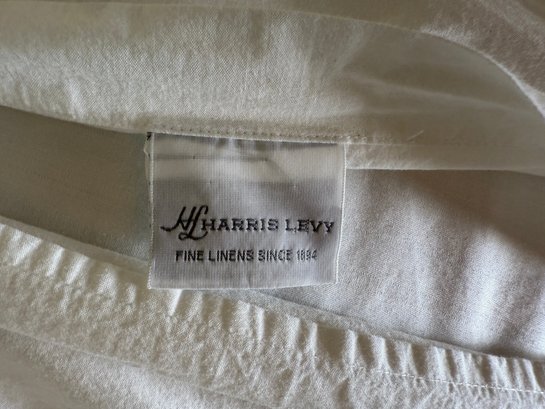 HL HARRIS LEVY
FINE LINENS SINCE 1894